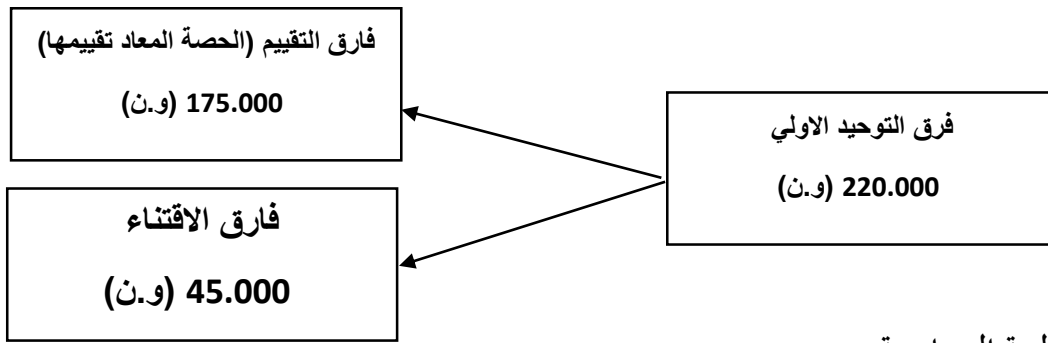 فارق التقييم (الحصة المعاد تقييمها)
175.000 (و.ن)
فرق التوحيد الاولي
220.000 (و.ن)
فارق الاقتناء
45.000 (و.ن)